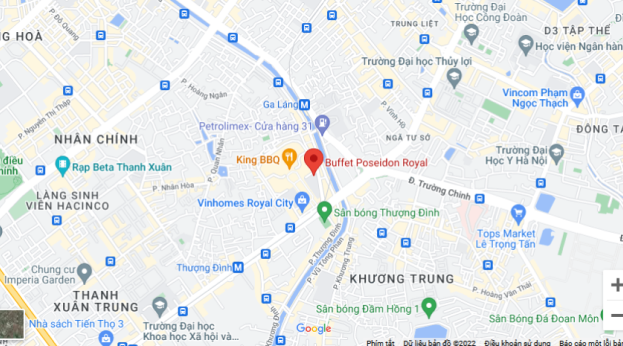 P. Đỗ Quang
TRUNG LIỆT
Trường Đại
học Công Đoàn
D3 TẬP THỂ
Học viện Ngân hàn
G HOÀ
Trường Đại học Thủy lợi
P. Hoàng Ngân
Vincom Phạm
Ngọc Thạch
Ga Láng
P. Nguyễn Thị Thập
P. Vĩnh Hồ
Petrolimex- Cửa hàng
NGÃ TƯ SỞ
ĐỐNG TÁ
NHÂN CHÍNH
P. Quan Nhân
Trường Đại
học Y Hà Nội
điều
chính
Rạp Beta Thanh Xuân
King BBQ
Buffet Poseidon Royal
P. Nhân Hòa
Đ. Trường Chinh
LÀNG SINH
VIÊN HACINCO
Vinhomes Royal City
Sân bóng Thượng Đình
Tops Market
Lê Trọng Tấn
P. Thượng Đình
P. Vũ Tông Phan
P. Khương Trung
Thượng Đình
Chung cư
Imperia Garden
KHƯƠNG TRUNG
P. Hoàng Văn Thái
THANH
XUÂN TRUNG
Sân bóng Đầm Hồng 1
Sân Bóng Đá Đoàn Môn
Trường Đại học
Khoa học Xã hội và...
Nhà sách Tiến Thọ 3
Google
Phím tắt
Dữ liệu bản đồ ©2022
Điều khoản sử dụng
Báo cáo một lỗi bản